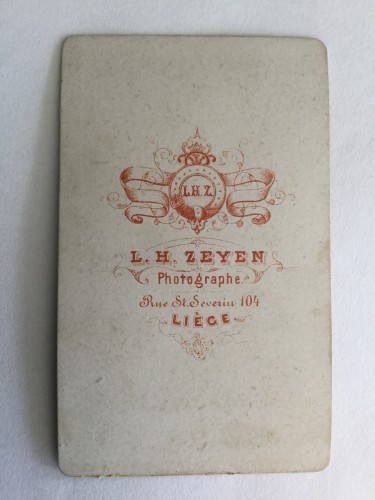 L.H.Z.
L. H. ZEYEN
Photographe.
Rue St. Severin 104
LIÈGE